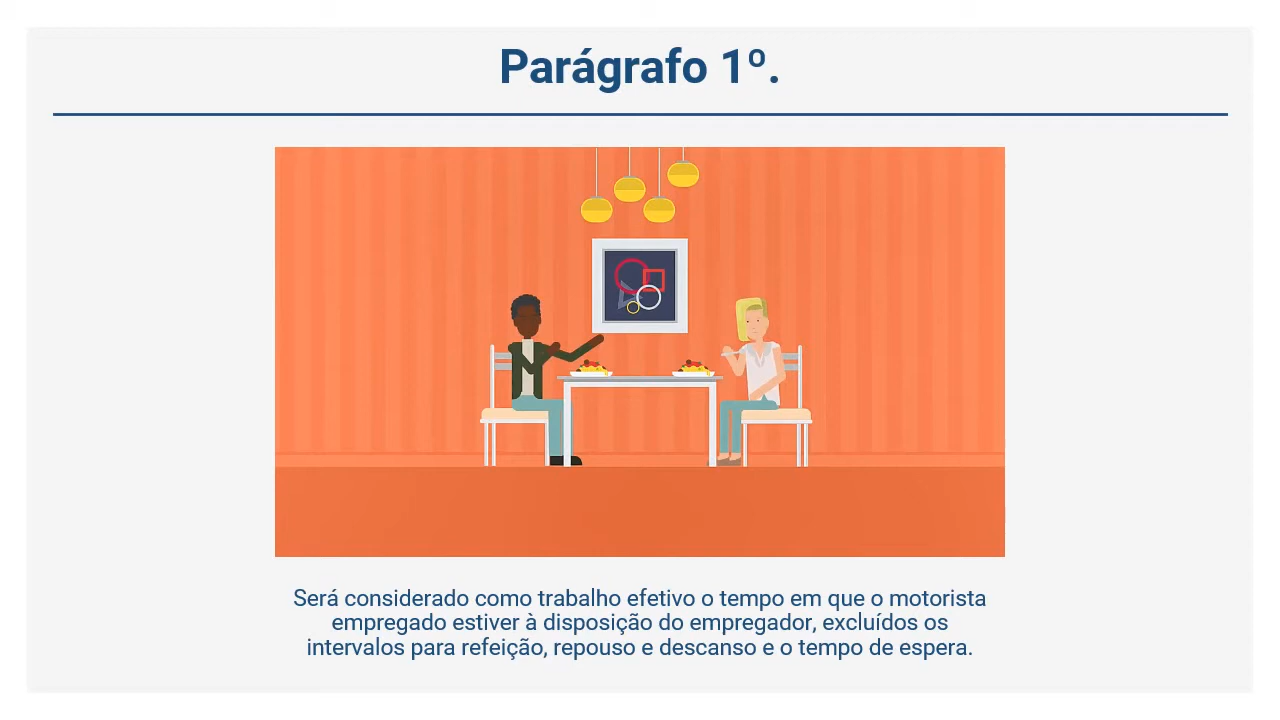 Parágrafo 1º.
Será considerado como trabalho efetivo o tempo em que o motorista
empregado estiver à disposição do empregador, excluídos os
intervalos para refeição, repouso e descanso e o tempo de espera.